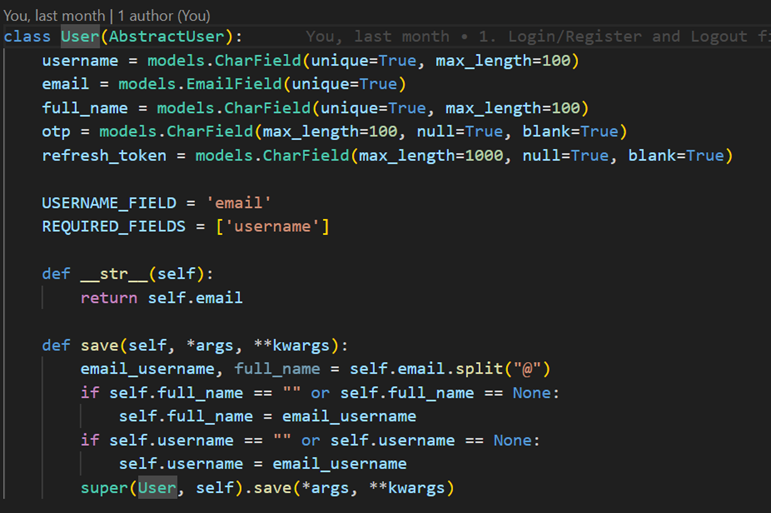 You, last month | 1 author (You)
class User(AbstractUser):    You, last month • 1. Login/Register and Logout fi
    username = models.CharField(unique=True, max_length=100)
    email = models.EmailField(unique=True)
    full_name = models.CharField(unique=True, max_length=100)
    otp = models.CharField(max_length=100, null=True, blank=True)
    refresh_token = models.CharField(max_length=1000, null=True, blank=True)

    USERNAME_FIELD = 'email'
    REQUIRED_FIELDS = ['username']

    def __str__(self):
        return self.email

    def save(self, *args, **kwargs):
        email_username, full_name = self.email.split("@")
        if self.full_name == "" or self.full_name == None:
            self.full_name = email_username
        if self.username == "" or self.username == None:
            self.username = email_username
        super(User, self).save(*args, **kwargs)